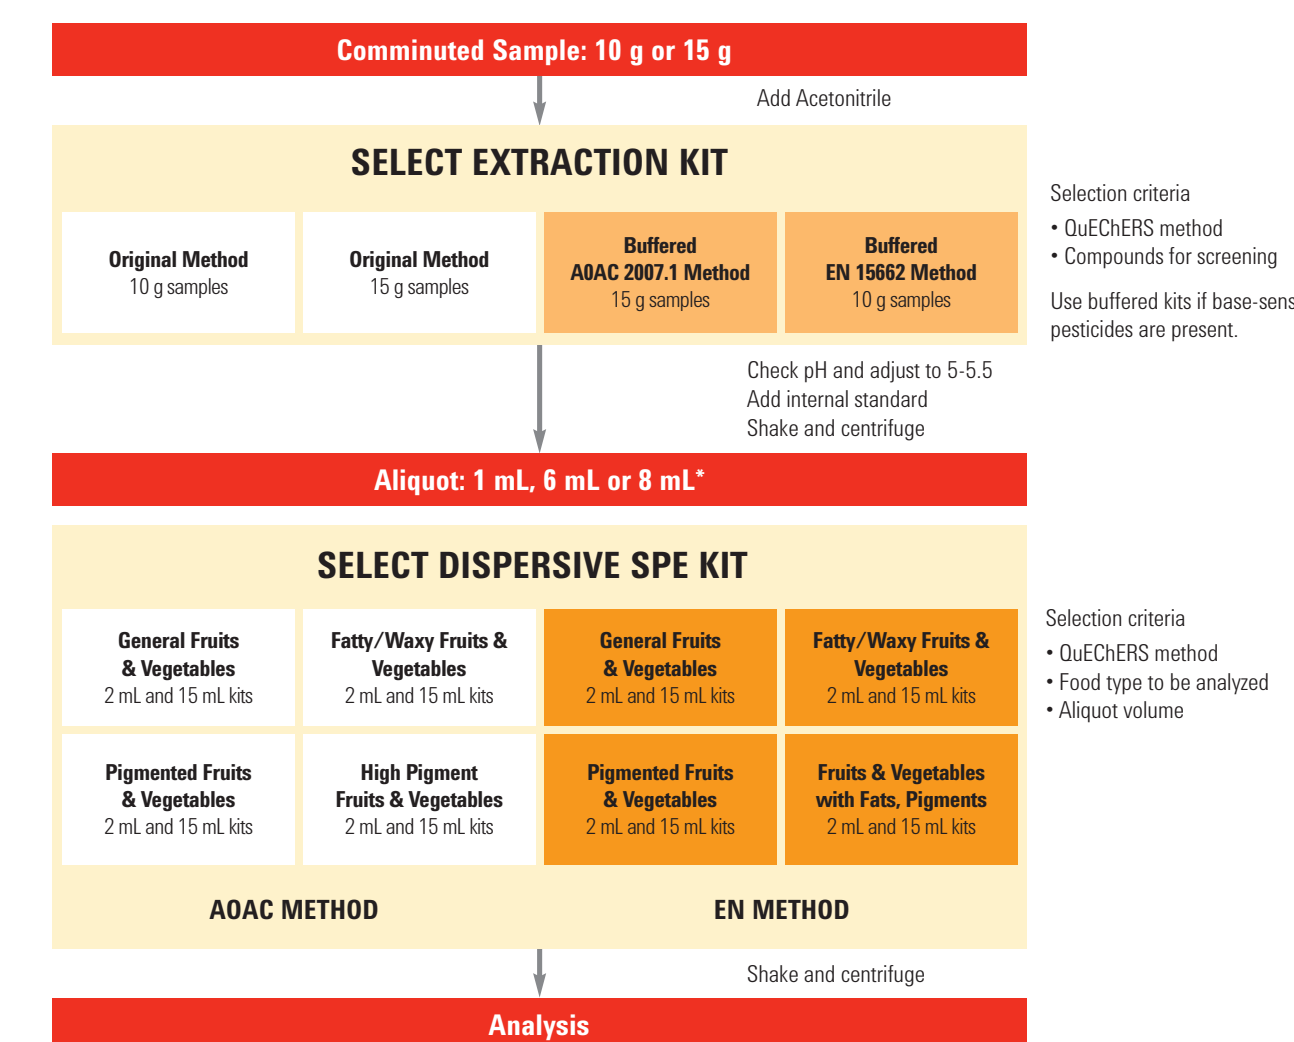 Comminuted Sample: 10 g or 15 g
Add Acetonitrile
SELECT EXTRACTION KIT
Original Method
10 g samples
Original Method
15 g samples
Buffered
AOAC 2007.1 Method
15 g samples
Buffered
EN 15662 Method
10 g samples
Selection criteria
• QuEChERS method
• Compounds for screening
Use buffered kits if base-sens
pesticides are present.
Check pH and adjust to 5-5.5
Add internal standard
Shake and centrifuge
Aliquot: 1 mL, 6 mL or 8 mL*
SELECT DISPERSIVE SPE KIT
General Fruits
& Vegetables
2 mL and 15 mL kits
Fatty/Waxy Fruits &
Vegetables
2 mL and 15 mL kits
General Fruits
& Vegetables
2 mL and 15 mL kits
Fatty/Waxy Fruits &
Vegetables
2 mL and 15 mL kits
Selection criteria
• QuEChERS method
• Food type to be analyzed
• Aliquot volume
Pigmented Fruits
& Vegetables
2 mL and 15 mL kits
High Pigment
Fruits & Vegetables
2 mL and 15 mL kits
Pigmented Fruits
& Vegetables
2 mL and 15 mL kits
Fruits & Vegetables
with Fats, Pigments
2 mL and 15 mL kits
AOAC METHOD
EN METHOD
Shake and centrifuge
Analysis